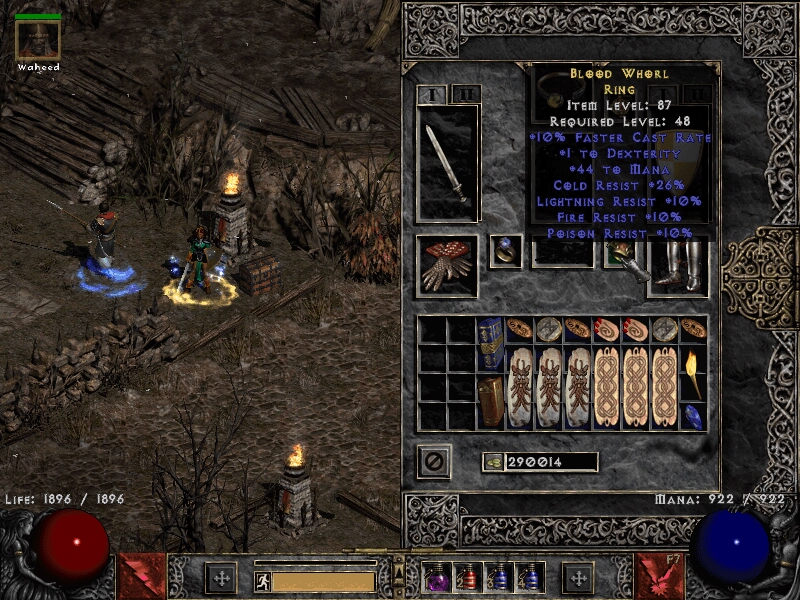 Waheed
I
II
Blood Whorl
Ring
Item Level: 87
Required Level: 48
+10% Faster Cast Rate
+1 to Dexterity
+44 to Mana
Cold Resist +26%
Lightning Resist +10%
Fire Resist +10%
Poison Resist +10%
290014
Life: 1896 / 1896
Mana: 922 / 922
F7